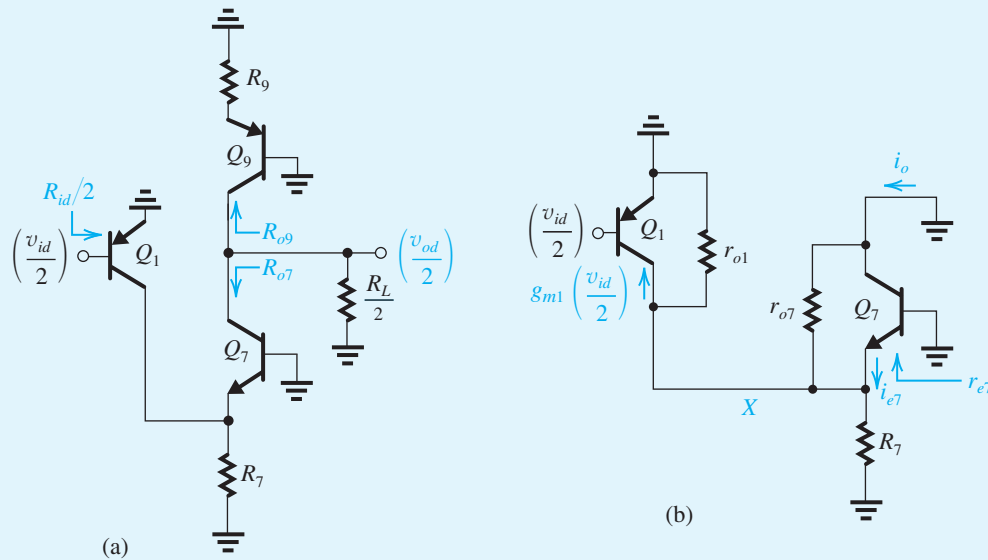 R9
Q9
Rid/2
(vid/2)
Q1
Ro9
(vod/2)
Ro7
RL/2
Q7
R7
(a)
io
(vid/2)
Q1
ro1
gm1(vid/2)
ro7
Q7
X
ie7
re7
R7
(b)